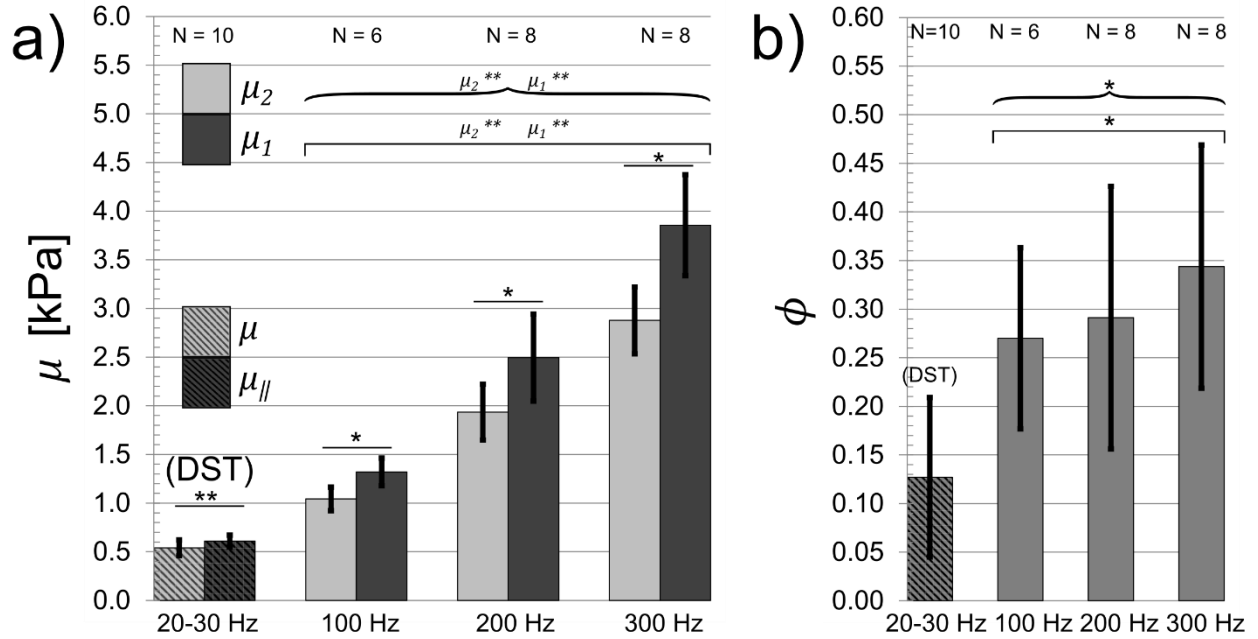 a)
μ [kPa]
6.0
5.5
5.0
4.5
4.0
3.5
3.0
2.5
2.0
1.5
1.0
0.5
0.0
N = 10 N = 6 N = 8 N = 8
μ2
μ1
μ2 ** μ1 **
μ2 ** μ1 **
μ
μ//
(DST)
**
*
*
*
20-30 Hz 100 Hz 200 Hz 300 Hz
b)
ϕ
0.60
0.55
0.50
0.45
0.40
0.35
0.30
0.25
0.20
0.15
0.10
0.05
0.00
N=10 N = 6 N = 8 N = 8
*
*
(DST)
20-30 Hz 100 Hz 200 Hz 300 Hz